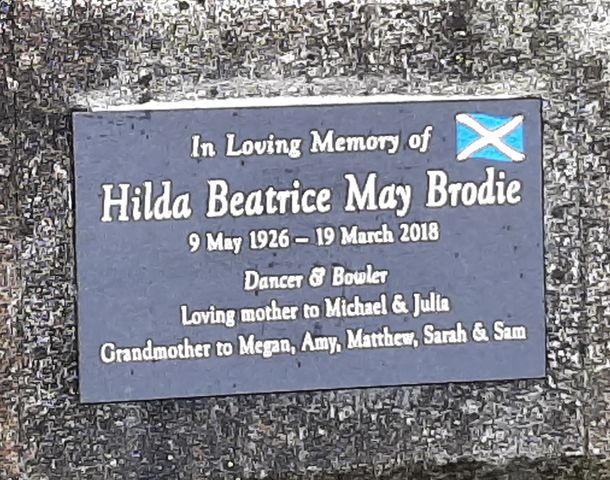 In Loving Memory of
Hilda Beatrice May Brodie
9 May 1926 – 19 March 2018
Dancer & Bowler
Loving mother to Michael & Julia
Grandmother to Megan, Amy, Matthew, Sarah & Sam